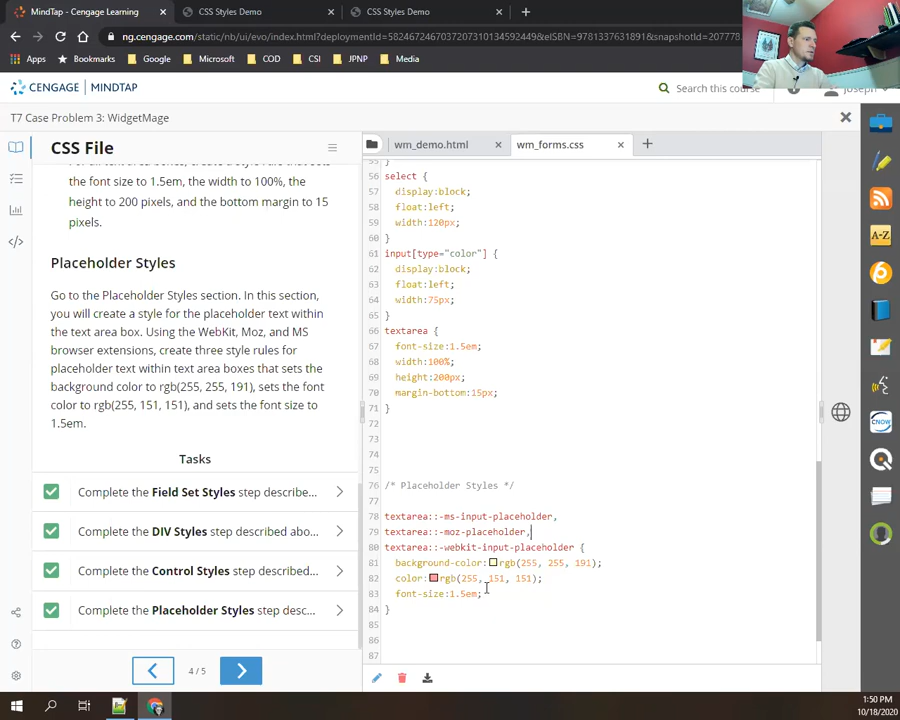 MindTap - Cengage Learning
CSS Styles Demo
CSS Styles Demo
ng.cengage.com/static/nb/ui/evo/index.html?deploymentId=5824672467037207310134592449&eISBN=9781337631891&snapshotId=207778
Apps
Bookmarks
Google
Microsoft
COD
CSI
JPNP
Media
CENGAGE | MINDTAP
Search this course
T7 Case Problem 3: WidgetMage
CSS File
the font size to 1.5em, the width to 100%, the
height to 200 pixels, and the bottom margin to 15
pixels.
Placeholder Styles
Go to the Placeholder Styles section. In this section,
you will create a style for the placeholder text within
the text area box. Using the WebKit, Moz, and MS
browser extensions, create three style rules for
placeholder text within text area boxes that sets the
background color to rgb(255, 255, 191), sets the font
color to rgb(255, 151, 151), and sets the font size to
1.5em.
Tasks
Complete the Field Set Styles step describe...
Complete the DIV Styles step described abo...
Complete the Control Styles step described...
Complete the Placeholder Styles step desc...
4 / 5
wm_demo.html
wm_forms.css
55 }
56 select {
57 display:block;
58 float:left;
59 width:120px;
60 }
61 input[type="color"] {
62 display:block;
63 float:left;
64 width:75px;
65 }
66 textarea {
67 font-size:1.5em;
68 width:100%;
69 height:200px;
70 margin-bottom:15px;
71 }
72
73
74
75
76 /* Placeholder Styles */
77
78 textarea::-ms-input-placeholder,
79 textarea::-moz-placeholder,
80 textarea::-webkit-input-placeholder {
81 background-color:rgb(255, 255, 191);
82 color:rgb(255, 151, 151);
83 font-size:1.5em;
84 }
85
86
87
A-Z
CNOW
1:50 PM
10/18/2020